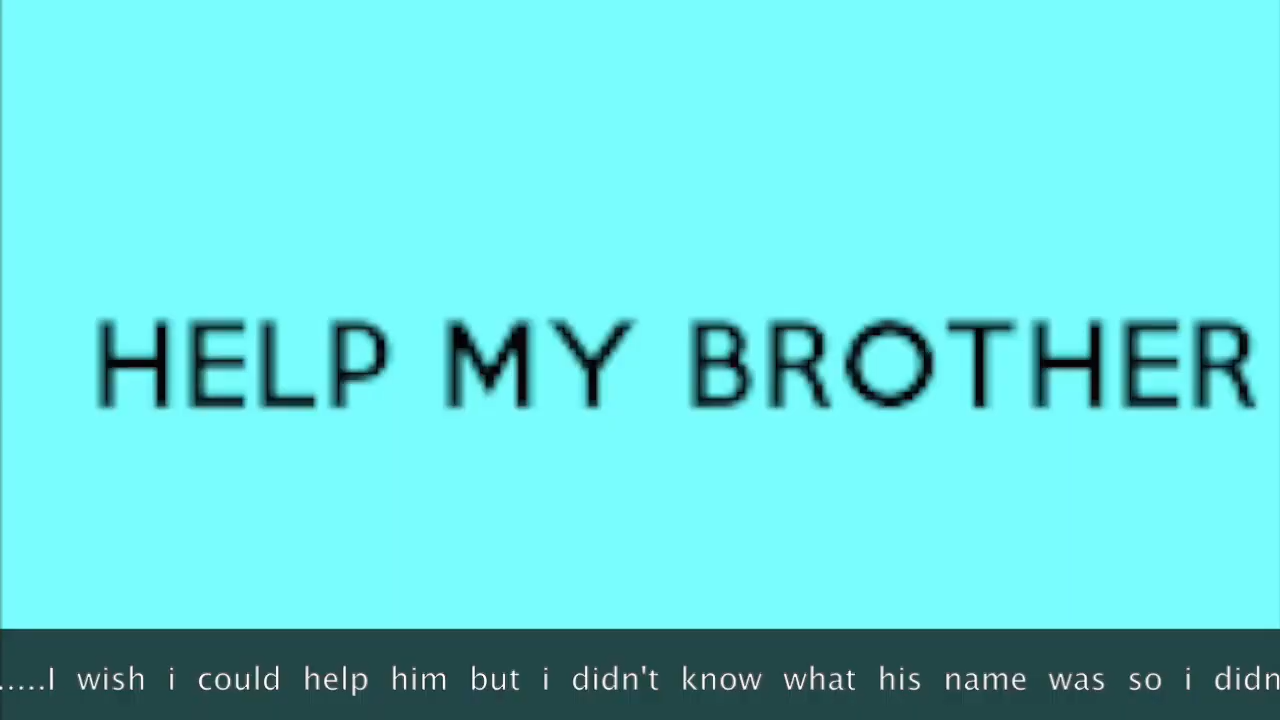 HELP MY BROTHER
.....I wish i could help him but i didn't know what his name was so i didn